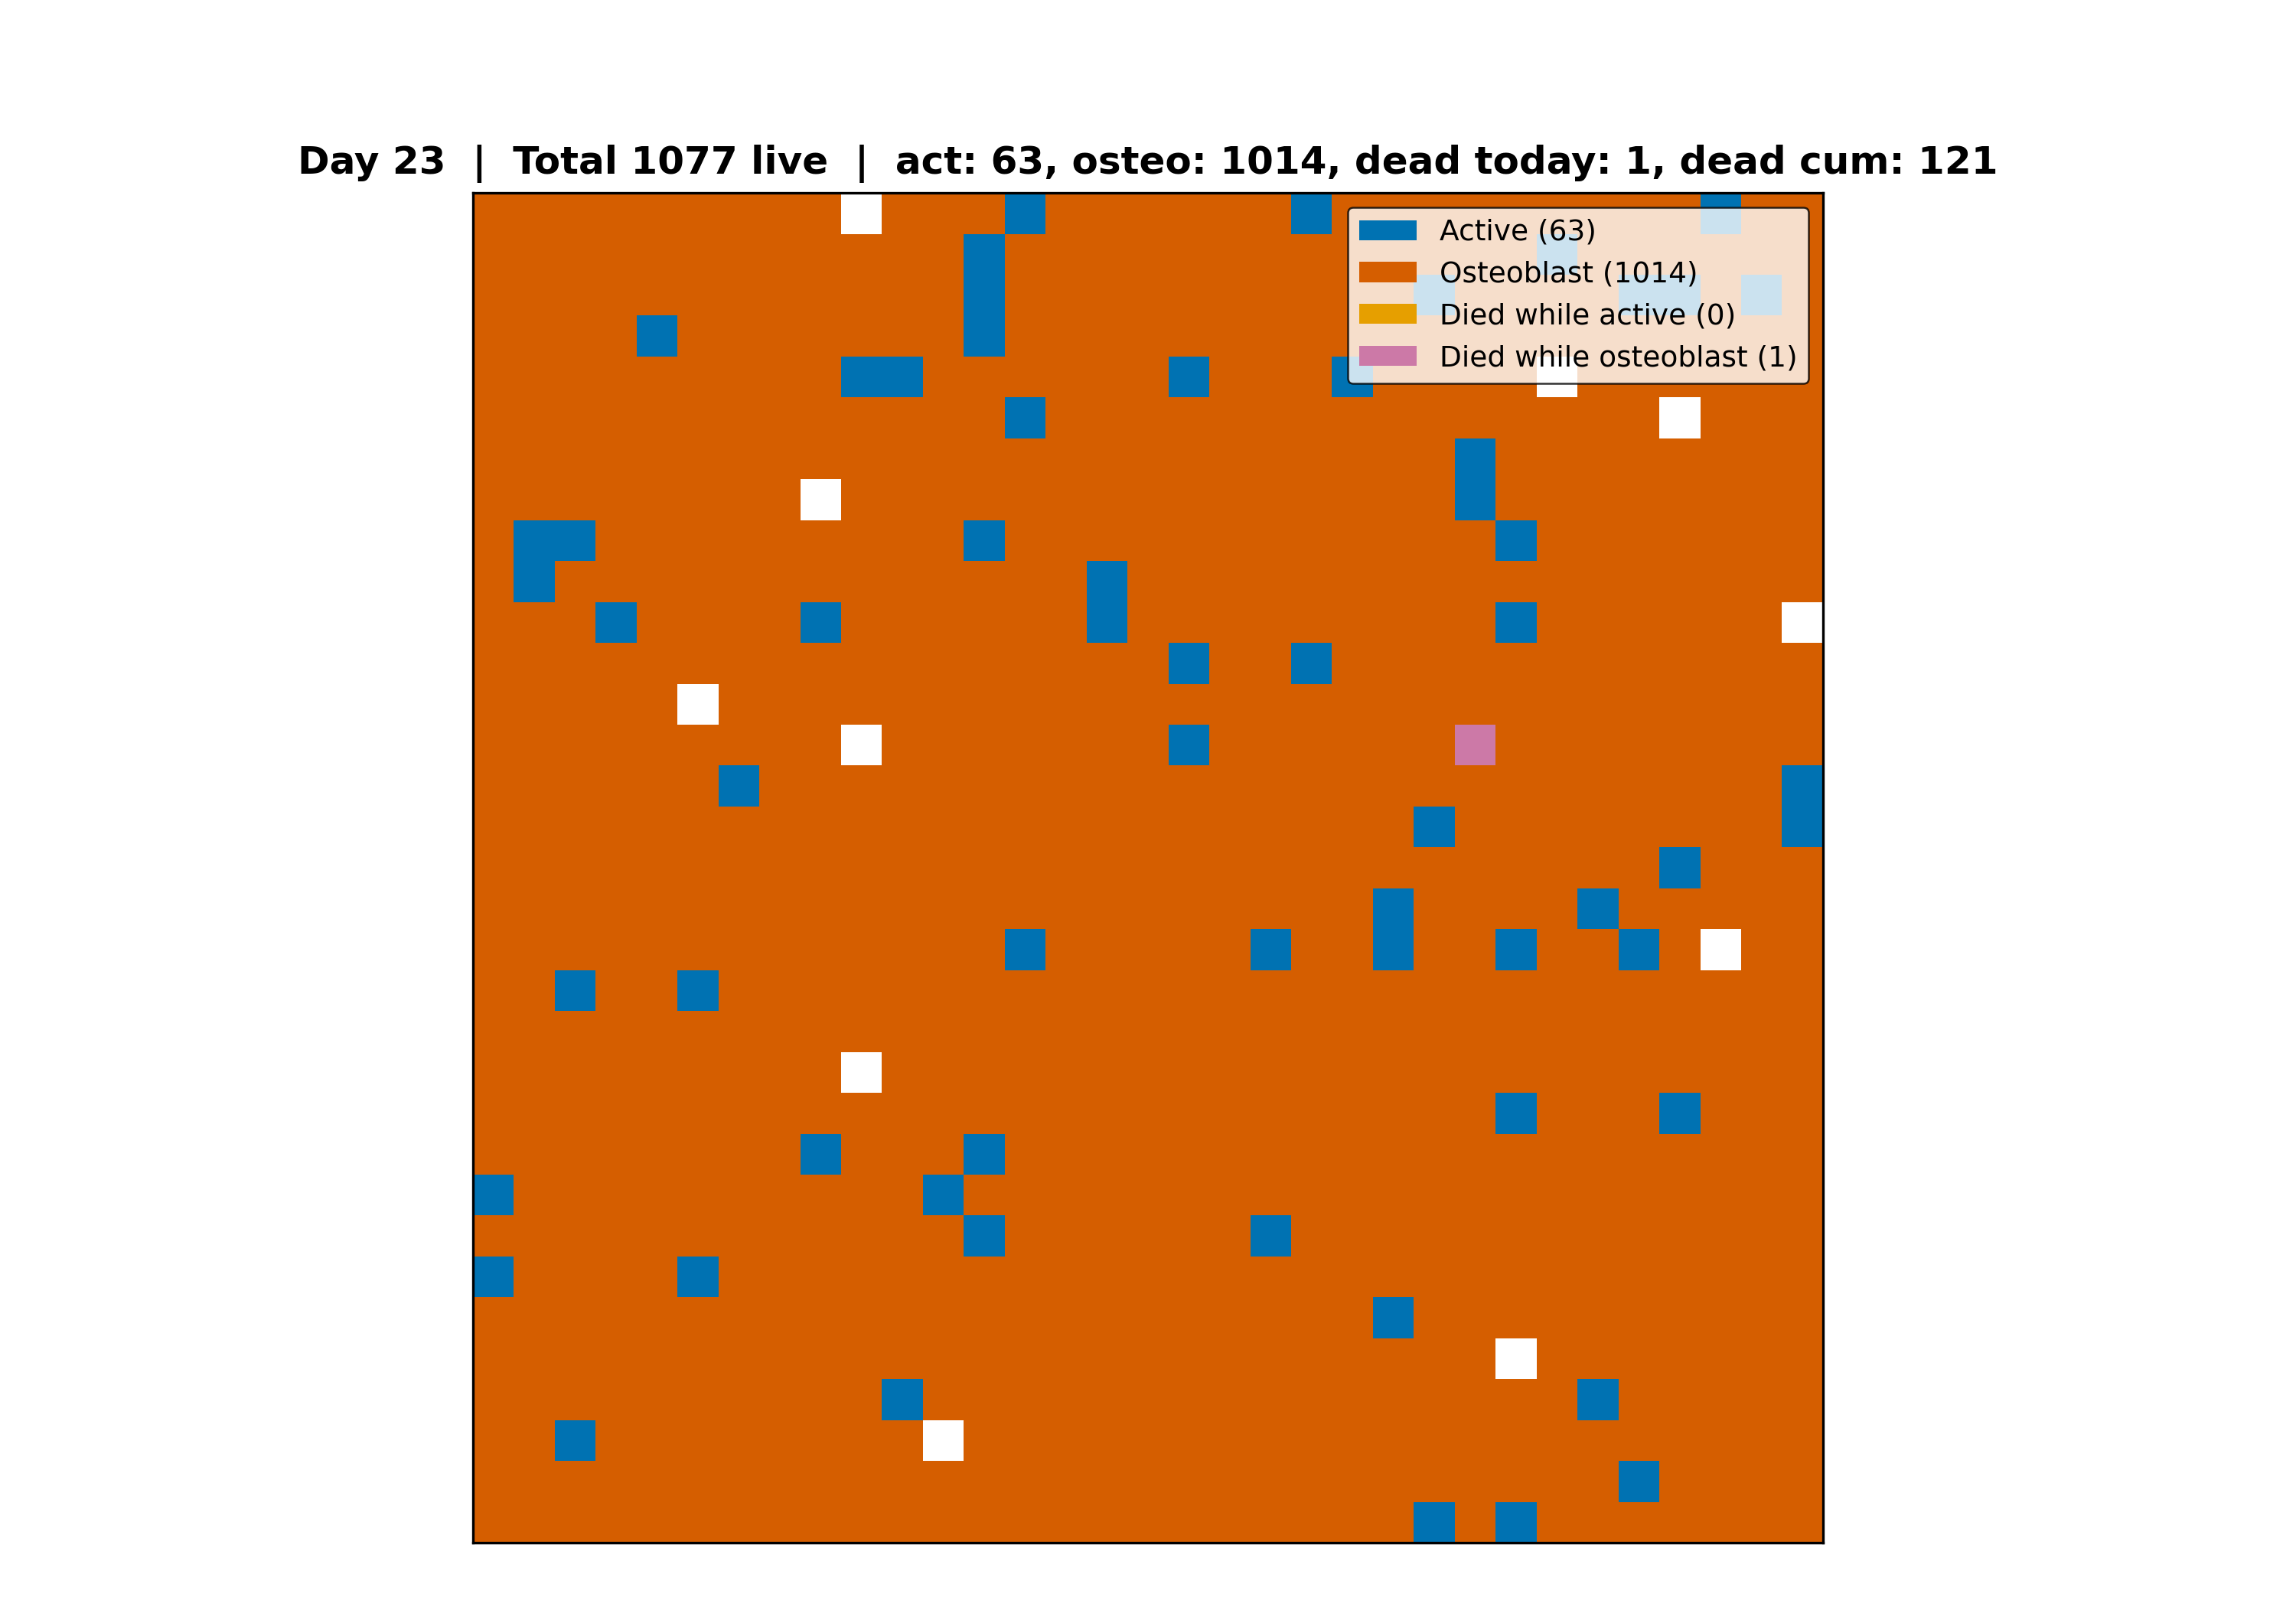 Day 23 | Total 1077 live | act: 63, osteo: 1014, dead today: 1, dead cum: 121
Active (63)
Osteoblast (1014)
Died while active (0)
Died while osteoblast (1)